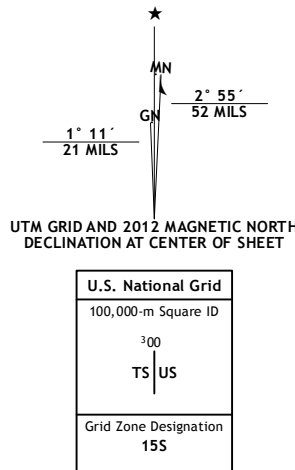 ★
MN
GN
2° 55´
52 MILS
1° 11´
21 MILS
UTM GRID AND 2012 MAGNETIC NORTH
DECLINATION AT CENTER OF SHEET
U.S. National Grid
100,000-m Square ID
³00
TS US
Grid Zone Designation
15S